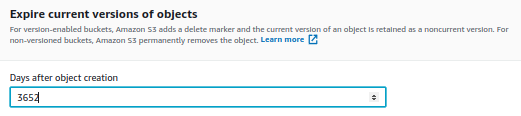 Expire current versions of objects
For version-enabled buckets, Amazon S3 adds a delete marker and the current version of an object is retained as a noncurrent version. For
non-versioned buckets, Amazon S3 permanently removes the object. Learn more
Days after object creation
3652